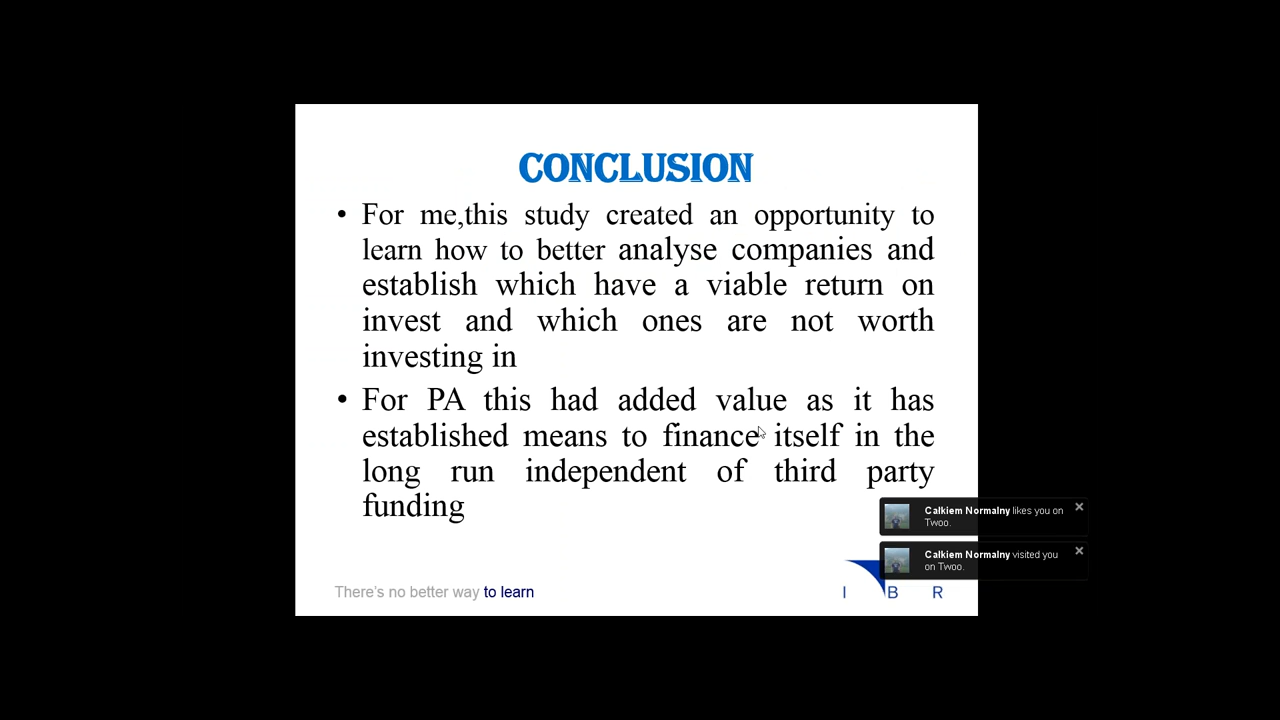 CONCLUSION
• For me,this study created an opportunity to
learn how to better analyse companies and
establish which have a viable return on
invest and which ones are not worth
investing in
• For PA this had added value as it has
established means to finance itself in the
long run independent of third party
funding
Calkiem Normalny likes you on
Twoo.
Calkiem Normalny visited you
on Twoo.
There's no better way to learn
I B R